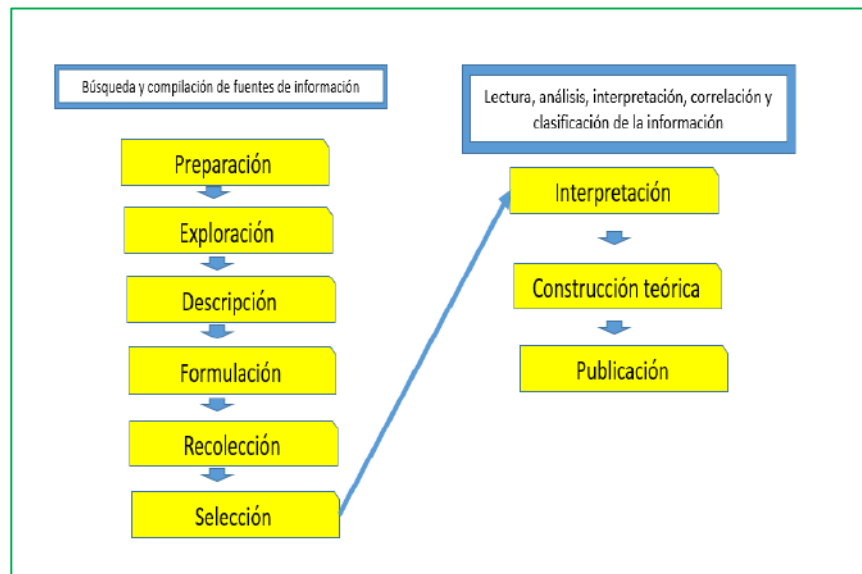 Búsqueda y compilación de fuentes de información
Preparación
Exploración
Descripción
Formulación
Recolección
Selección
Lectura, análisis, interpretación, correlación y
clasificación de la información
Interpretación
Construcción teórica
Publicación